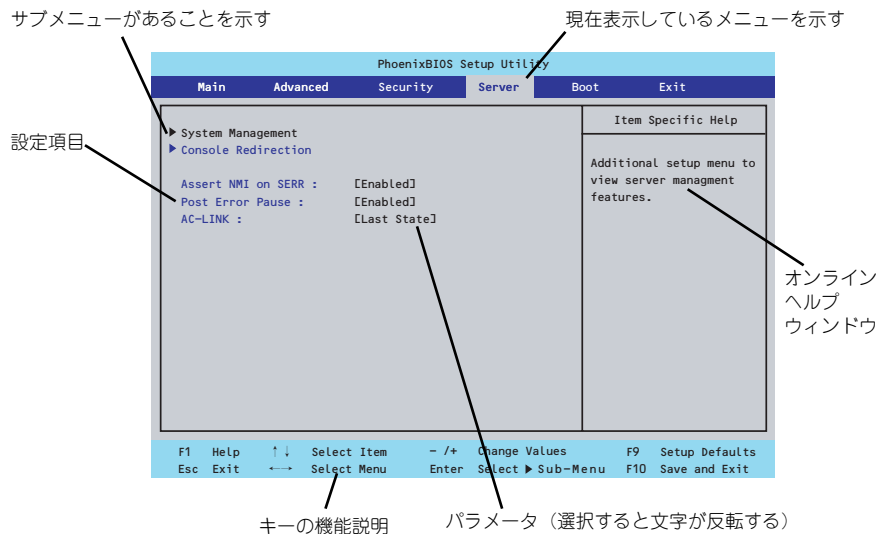 サブメニューがあることを示す
現在表示しているメニューを示す
PhoenixBIOS Setup Utility
Main Advanced Security Server Boot Exit
設定項目
▶ System Management
▶ Console Redirection
Assert NMI on SERR : [Enabled]
Post Error Pause : [Enabled]
AC-LINK : [Last State]
Item Specific Help
Additional setup menu to
view server managment
features.
オンライン
ヘルプ
ウィンドウ
F1 Help ↑↓ Select Item - /+ Change Values F9 Setup Defaults
Esc Exit ←→ Select Menu Enter Select ▶ Sub-Menu F10 Save and Exit
キーの機能説明
パラメータ（選択すると文字が反転する）